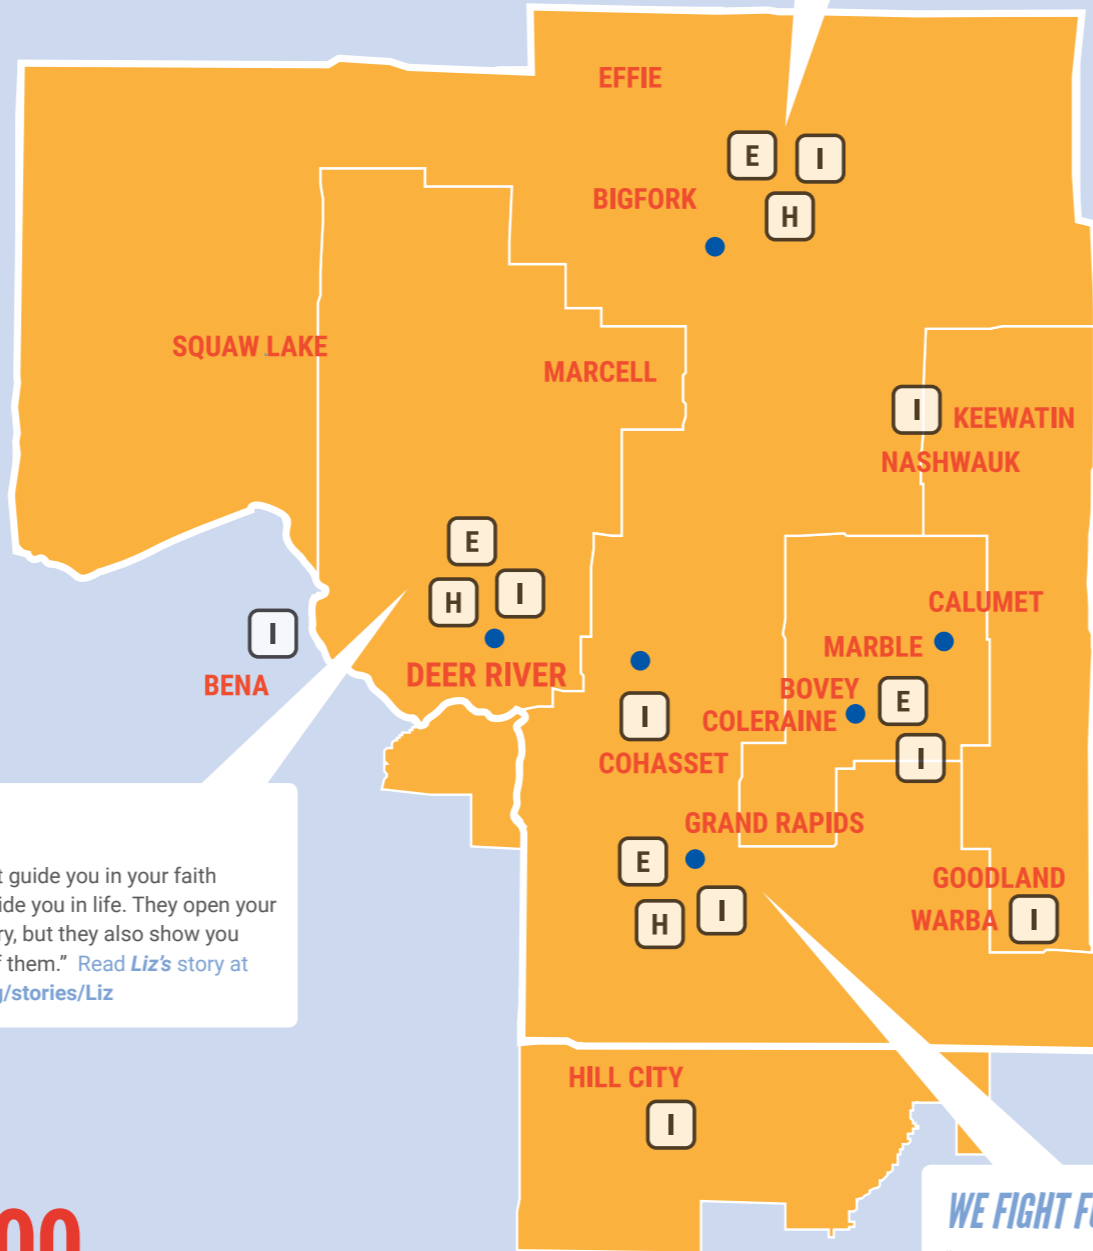 EFFIE
E I
BIGFORK
H
SQUAW LAKE
MARCELL
I KEEWATIN
NASHWAUK
E
H I
CALUMET
I
MARBLE
BENA
DEER RIVER
BOVEY E
I
COLERAINE
I
COHASSET
GRAND RAPIDS
E
GOODLAND
H I
WARBA I
guide you in your faith
you in life. They open your
but they also show you
them.” Read Liz’s story at
/stories/Liz
HILL CITY
I
WE FIGHT
00